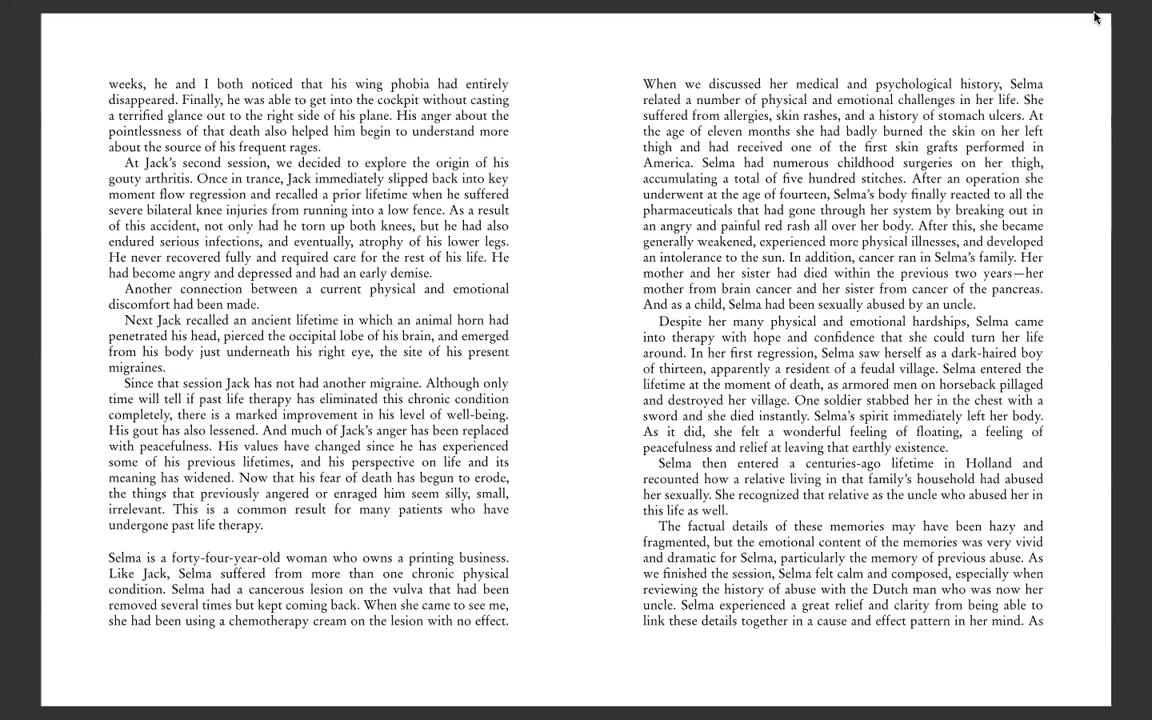 weeks, he and I both noticed that his wing phobia had entirely
disappeared. Finally, he was able to get into the cockpit without casting
a terrified glance out to the right side of his plane. His anger about the
pointlessness of that death also helped him begin to understand more
about the source of his frequent rages.
At Jack’s second session, we decided to explore the origin of his
gouty arthritis. Once in trance, Jack immediately slipped back into key
moment flow regression and recalled a prior lifetime when he suffered
severe bilateral knee injuries from running into a low fence. As a result
of this accident, not only had he torn up both knees, but he had also
endured serious infections, and eventually, atrophy of his lower legs.
He never recovered fully and required care for the rest of his life. He
had become angry and depressed and had an early demise.
Another connection between a current physical and emotional
discomfort had been made.
Next Jack recalled an ancient lifetime in which an animal horn had
penetrated his head, pierced the occipital lobe of his brain, and emerged
from his body just underneath his right eye, the site of his present
migraines.
Since that session Jack has not had another migraine. Although only
time will tell if past life therapy has eliminated this chronic condition
completely, there is a marked improvement in his level of well-being.
His gout has also lessened. And much of Jack’s anger has been replaced
with peacefulness. His values have changed since he has experienced
some of his previous lifetimes, and his perspective on life and its
meaning has widened. Now that his fear of death has begun to erode,
the things that previously angered or enraged him seem silly, small,
irrelevant. This is a common result for many patients who have
undergone past life therapy.
Selma is a forty-four-year-old woman who owns a printing business.
Like Jack, Selma suffered from more than one chronic physical
condition. Selma had a cancerous lesion on the vulva that had been
removed several times but kept coming back. When she came to see me,
she had been using a chemotherapy cream on the lesion with no effect.
When we discussed her medical and psychological history, Selma
related a number of physical and emotional challenges in her life. She
suffered from allergies, skin rashes, and a history of stomach ulcers. At
the age of eleven months she had badly burned the skin on her left
thigh and had received one of the first skin grafts performed in
America. Selma had numerous childhood surgeries on her thigh,
accumulating a total of five hundred stitches. After an operation she
underwent at the age of fourteen, Selma’s body finally reacted to all the
pharmaceuticals that had gone through her system by breaking out in
an angry and painful red rash all over her body. After this, she became
generally weakened, experienced more physical illnesses, and developed
an intolerance to the sun. In addition, cancer ran in Selma’s family. Her
mother and her sister had died within the previous two years—her
mother from brain cancer and her sister from cancer of the pancreas.
And as a child, Selma had been sexually abused by an uncle.
Despite her many physical and emotional hardships, Selma came
into therapy with hope and confidence that she could turn her life
around. In her first regression, Selma saw herself as a dark-haired boy
of thirteen, apparently a resident of a feudal village. Selma entered the
lifetime at the moment of death, as armored men on horseback pillaged
and destroyed her village. One soldier stabbed her in the chest with a
sword and she died instantly. Selma’s spirit immediately left her body.
As it did, she felt a wonderful feeling of floating, a feeling of
peacefulness and relief at leaving that earthly existence.
Selma then entered a centuries-ago lifetime in Holland and
recounted how a relative living in that family’s household had abused
her sexually. She recognized that relative as the uncle who abused her in
this life as well.
The factual details of these memories may have been hazy and
fragmented, but the emotional content of the memories was very vivid
and dramatic for Selma, particularly the memory of previous abuse. As
we finished the session, Selma felt calm and composed, especially when
reviewing the history of abuse with the Dutch man who was now her
uncle. Selma experienced a great relief and clarity from being able to
link these details together in a cause and effect pattern in her mind. As